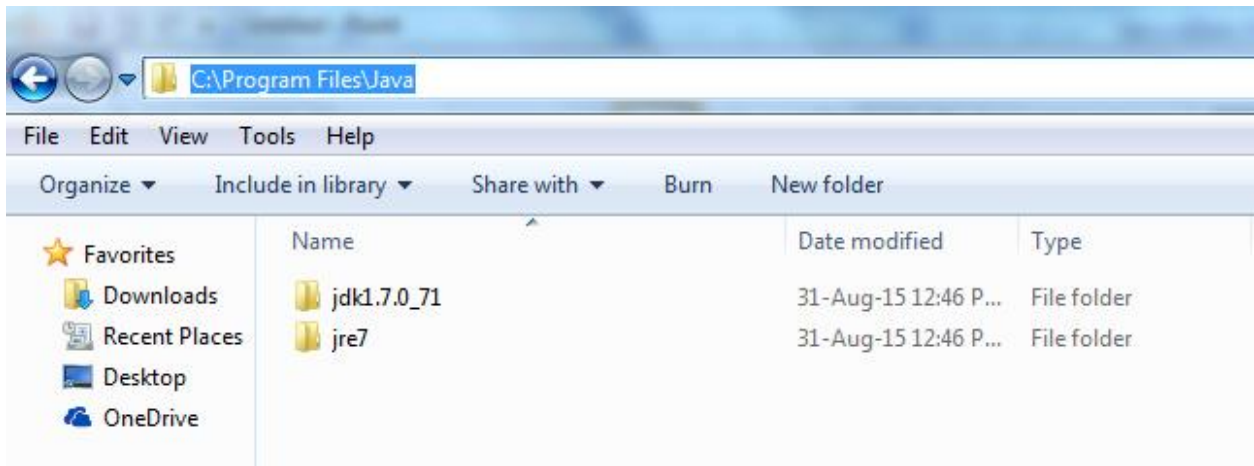 C:\Program Files\Java
File Edit View Tools Help
Organize Include in library Share with Burn New folder
Name Date modified Type
Favorites
Downloads
Recent Places
Desktop
OneDrive
jdk1.7.0_71 31-Aug-15 12:46 P... File folder
jre7 31-Aug-15 12:46 P... File folder